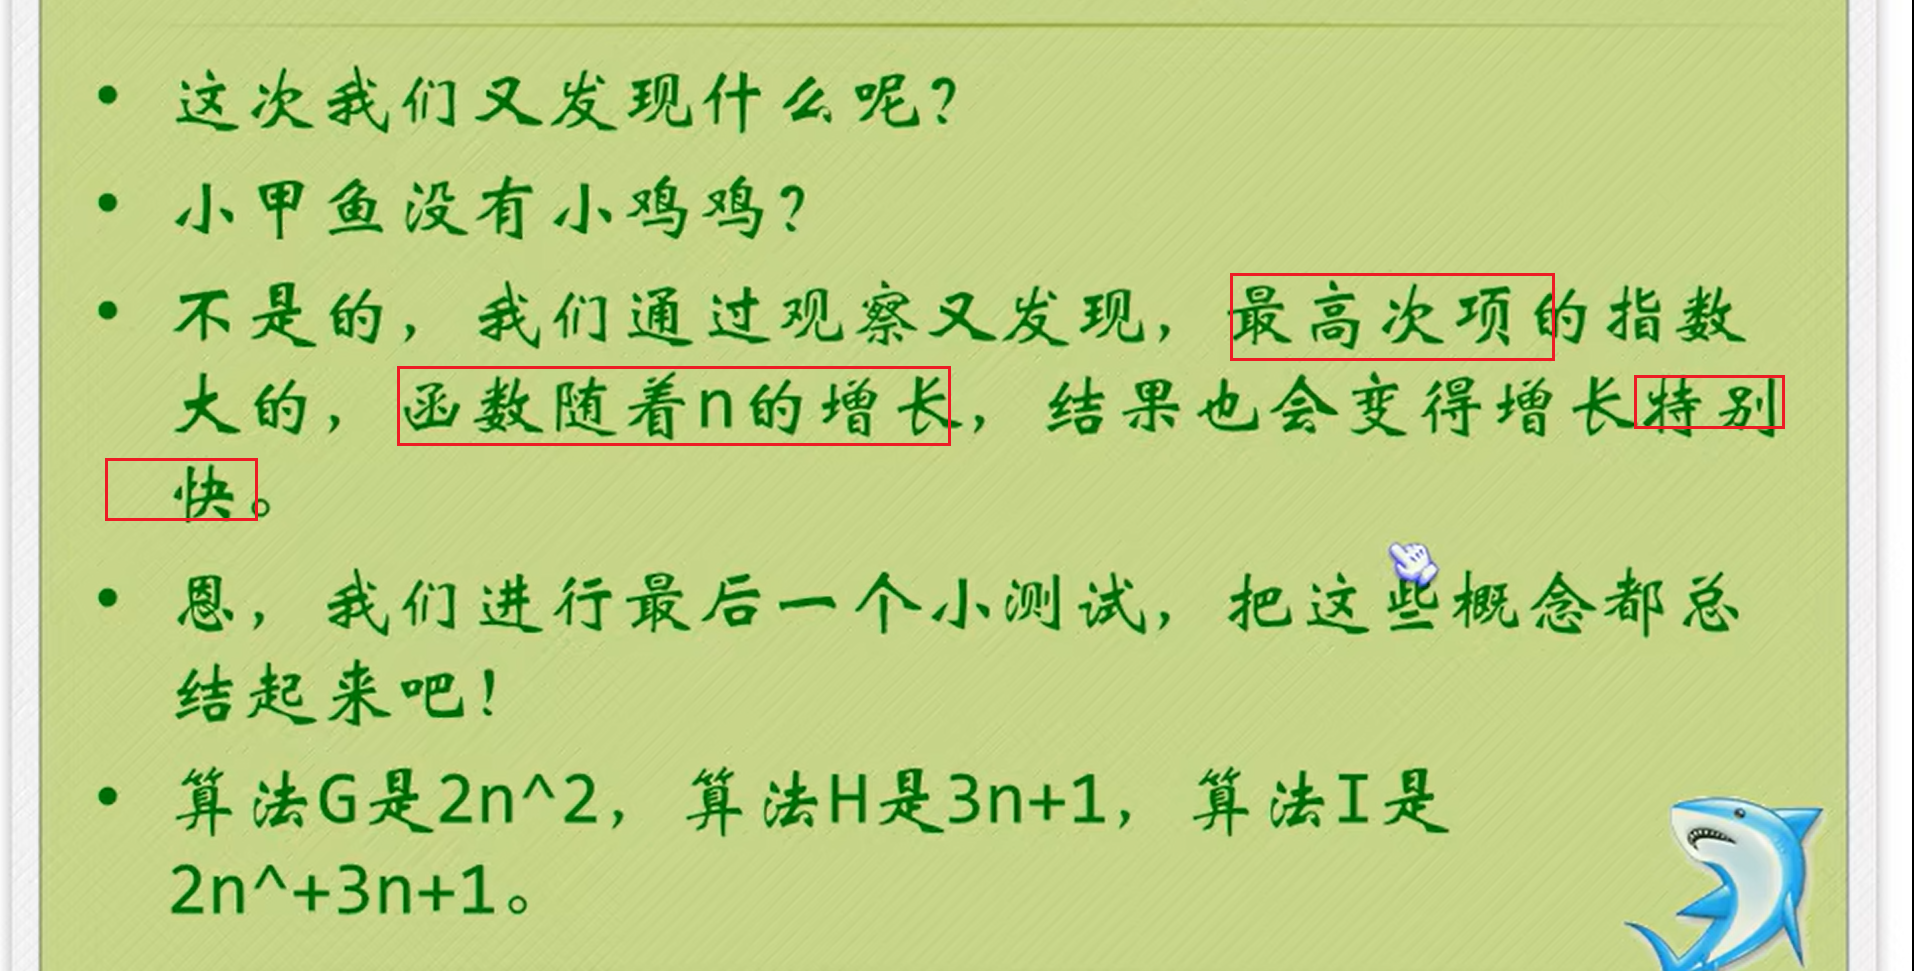 • 这次我们又发现什么呢？
• 小甲鱼没有小鸡鸡？
• 不是的，我们通过观察又发现，最高次项的指数
大的，函数随着n的增长，结果也会变得增长特别
快。
• 恩，我们进行最后一个小测试，把这些概念都总
结起来吧！
• 算法G是2n^2，算法H是3n+1，算法I是
2n^+3n+1。